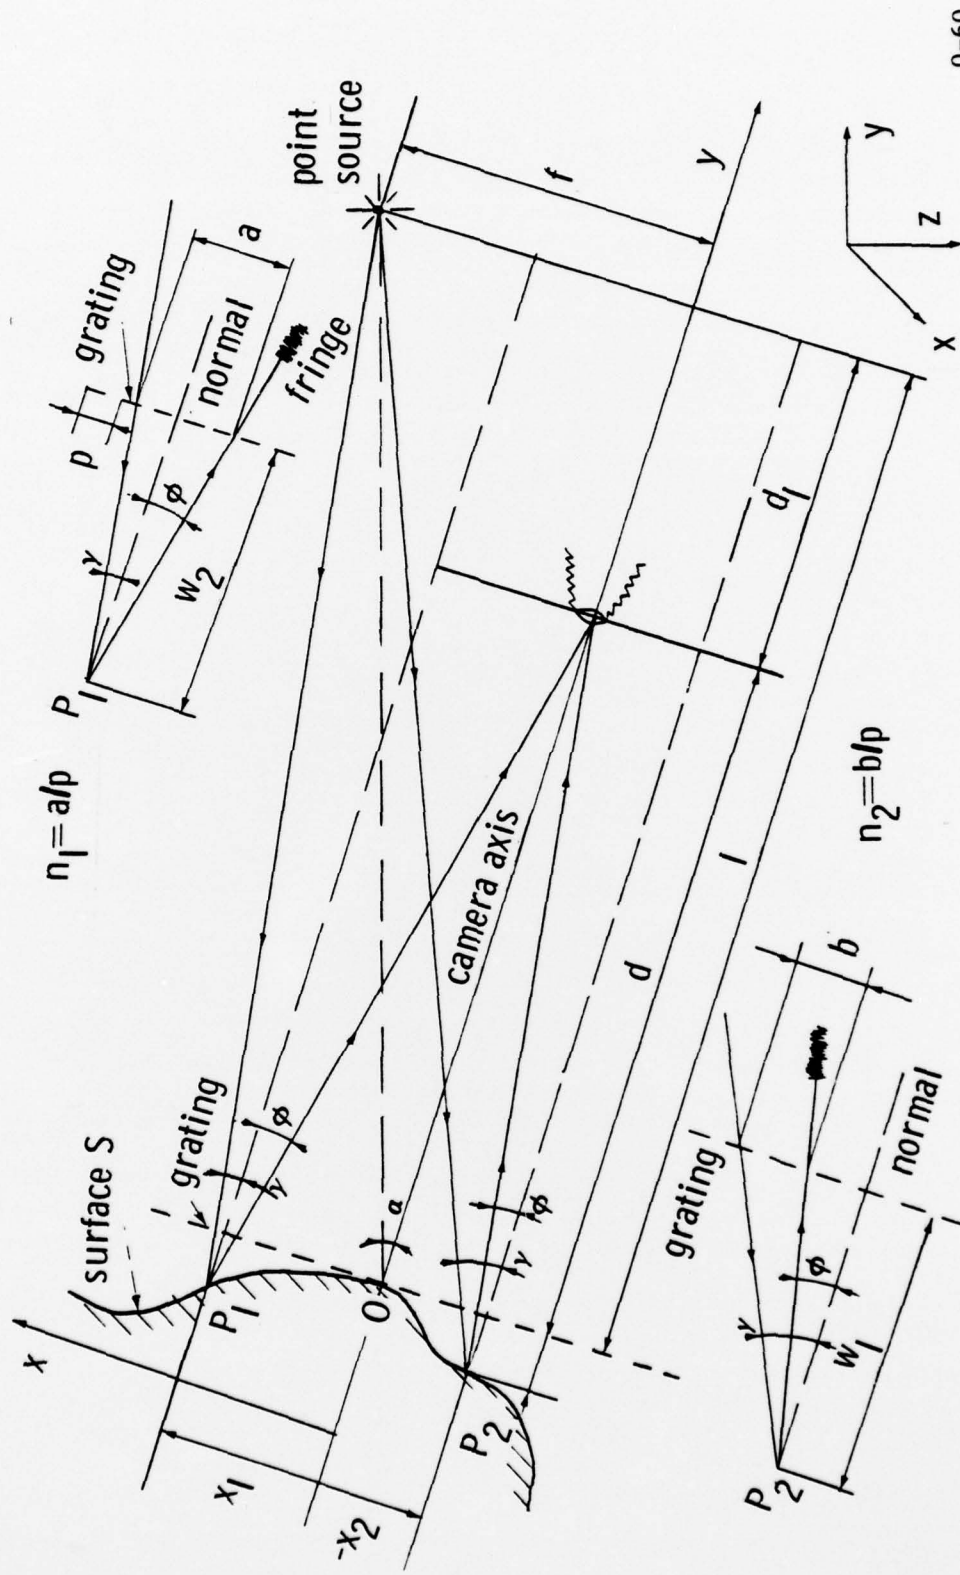 n1=a/p
P1
γ
φ
w2
p
grating
normal
fringe
a
point
source
surface S
x
grating
γ
φ
P1
x1
-x2
O
α
P2
γ
φ
camera axis
d
l
d1
f
y
n2=b/p
grating
γ
φ
w1
P2
normal
b
x
y
z